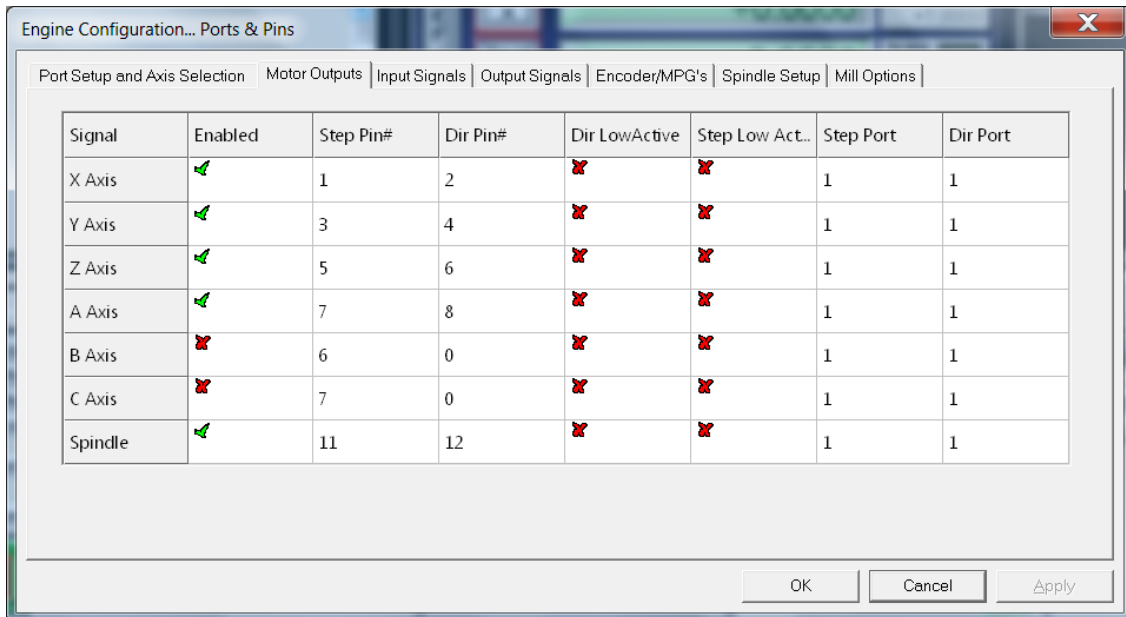 Engine Configuration... Ports & Pins
Port Setup and Axis Selection Motor Outputs Input Signals Output Signals Encoder/MPG's Spindle Setup Mill Options
Signal Enabled Step Pin# Dir Pin# Dir LowActive Step Low Act... Step Port Dir Port
X Axis 1 2 1 1
Y Axis 3 4 1 1
Z Axis 5 6 1 1
A Axis 7 8 1 1
B Axis 6 0 1 1
C Axis 7 0 1 1
Spindle 11 12 1 1
OK Cancel Apply